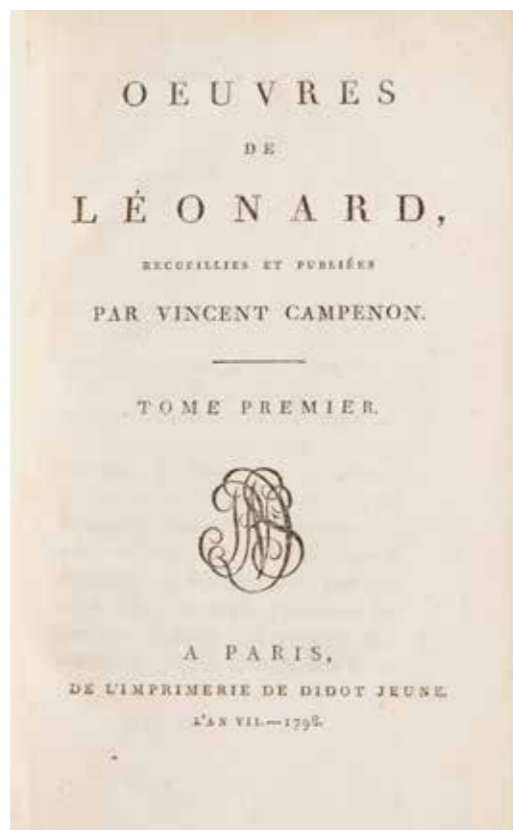 OEUVRES
DE
LÉONARD,
RECUEILLIES ET PUBLIÉES
PAR VINCENT CAMPENON.
TOME PREMIER.
A PARIS,
DE L'IMPRIMERIE DE DIDOT JEUNE.
L'AN VII.—1798.